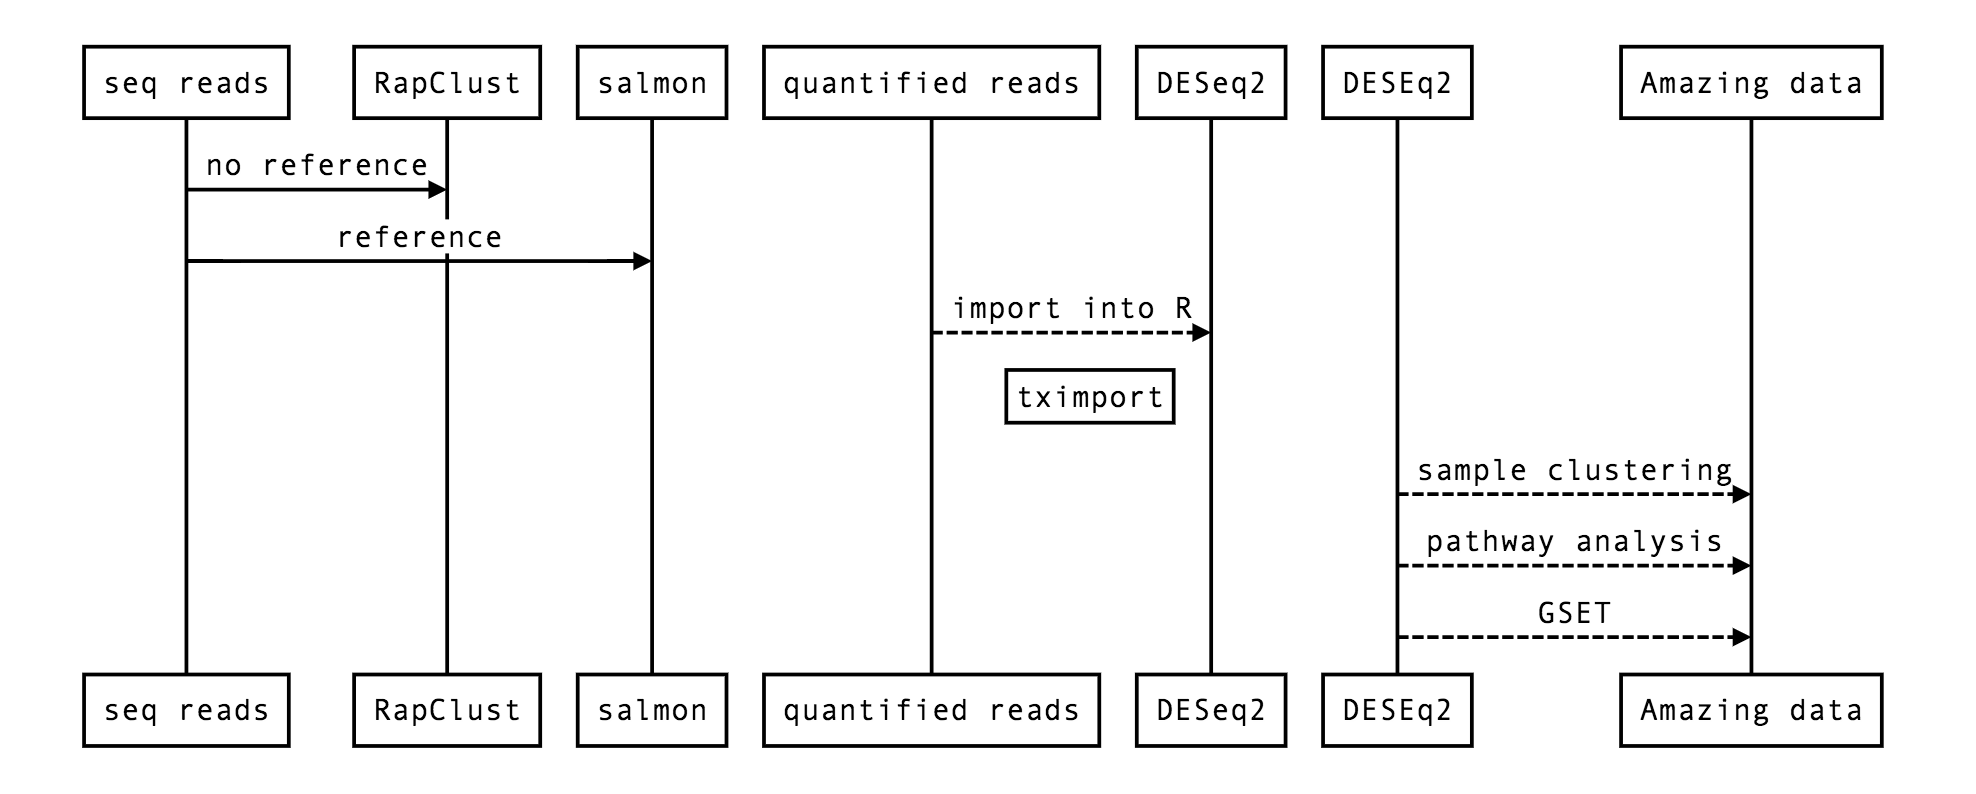 seq reads
RapClust
salmon
quantified reads
DESeq2
DESEq2
Amazing data
no reference
reference
import into R
tximport
sample clustering
pathway analysis
GSET
seq reads
RapClust
salmon
quantified reads
DESeq2
DESEq2
Amazing data